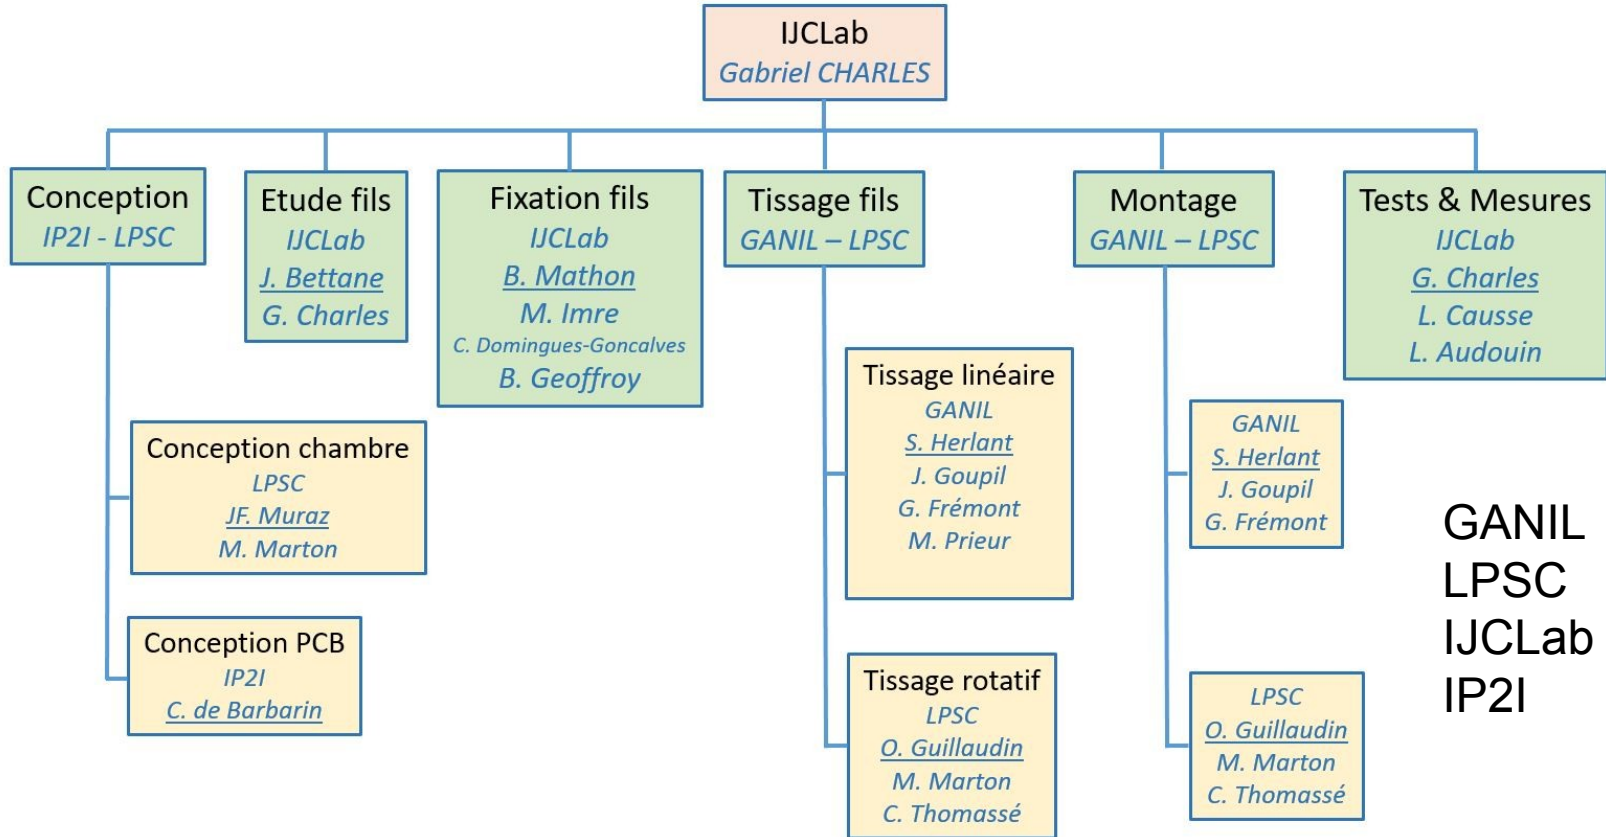 IJCLab
Gabriel CHARLES
Conception
IP2I - LPSC
Etude fils
IJCLab
J. Bettane
G. Charles
Fixation fils
IJCLab
B. Mathon
M. Imre
C. Domingues-Goncalves
B. Geoffroy
Tissage fils
GANIL – LPSC
Montage
GANIL – LPSC
Tests & Mesures
IJCLab
G. Charles
L. Causse
L. Audouin
Conception chambre
LPSC
JF. Muraz
M. Marton
Conception PCB
IP2I
C. de Barbarin
Tissage linéaire
GANIL
S. Herlant
J. Goupil
G. Frémont
M. Prieur
Tissage rotatif
LPSC
O. Guillaudin
M. Marton
C. Thomassé
GANIL
S. Herlant
J. Goupil
G. Frémont
LPSC
O. Guillaudin
M. Marton
C. Thomassé
GANIL
LPSC
IJCLab
IP2I